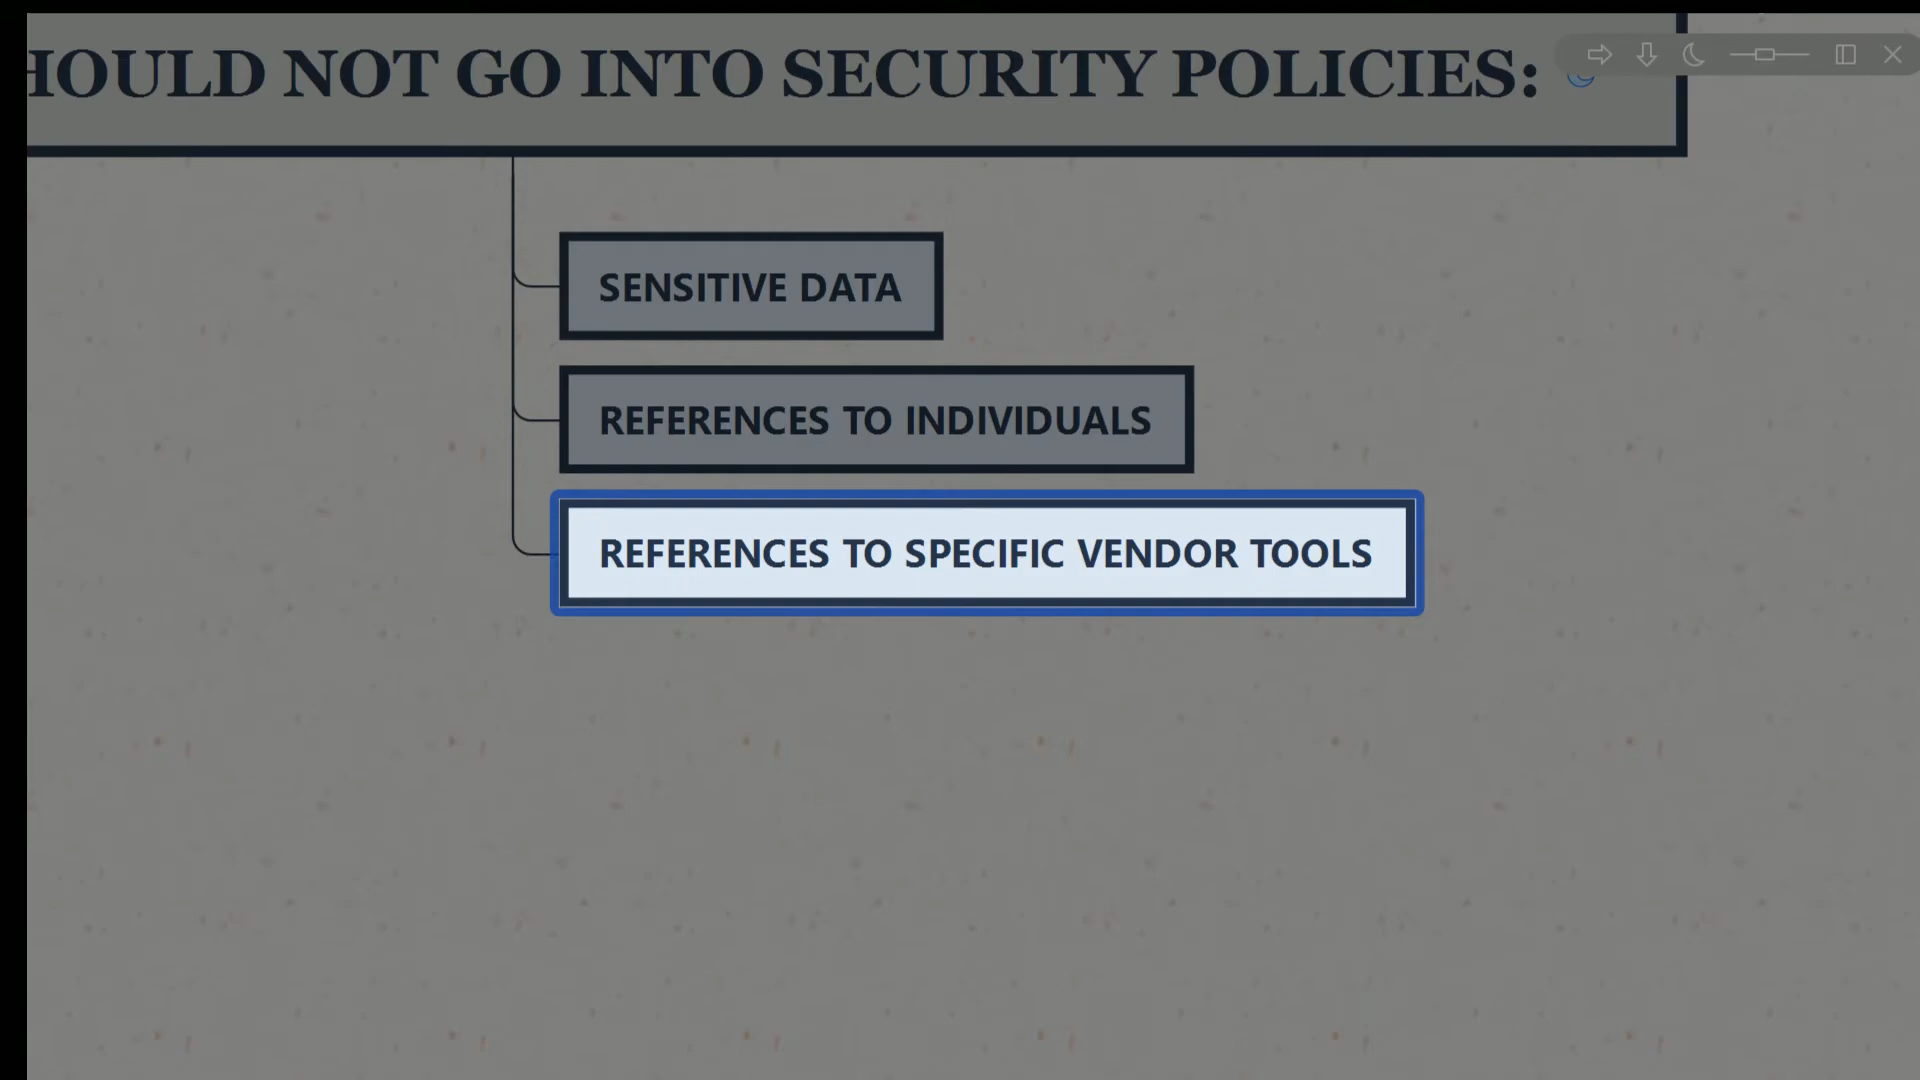 HOULD NOT GO INTO SECURITY POLICIES:
SENSITIVE DATA
REFERENCES TO INDIVIDUALS
REFERENCES TO SPECIFIC VENDOR TOOLS